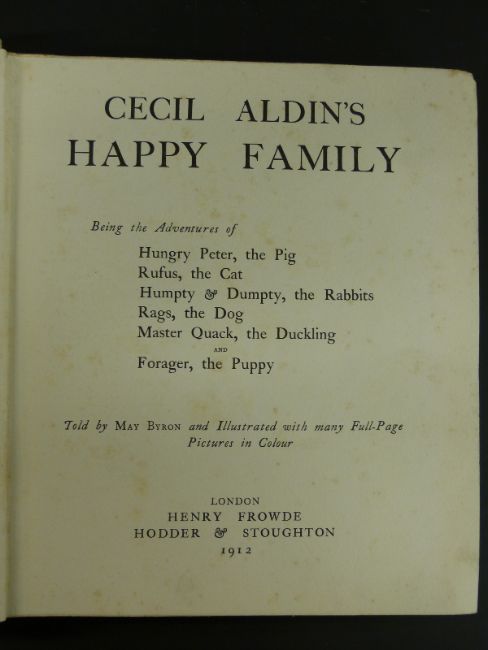 CECIL ALDIN'S
HAPPY FAMILY
Being the Adventures of
Hungry Peter, the Pig
Rufus, the Cat
Humpty & Dumpty, the Rabbits
Rags, the Dog
Master Quack, the Duckling
AND
Forager, the Puppy
Told by MAY BYRON and Illustrated with many Full-Page
Pictures in Colour
LONDON
HENRY FROWDE
HODDER & STOUGHTON
1912